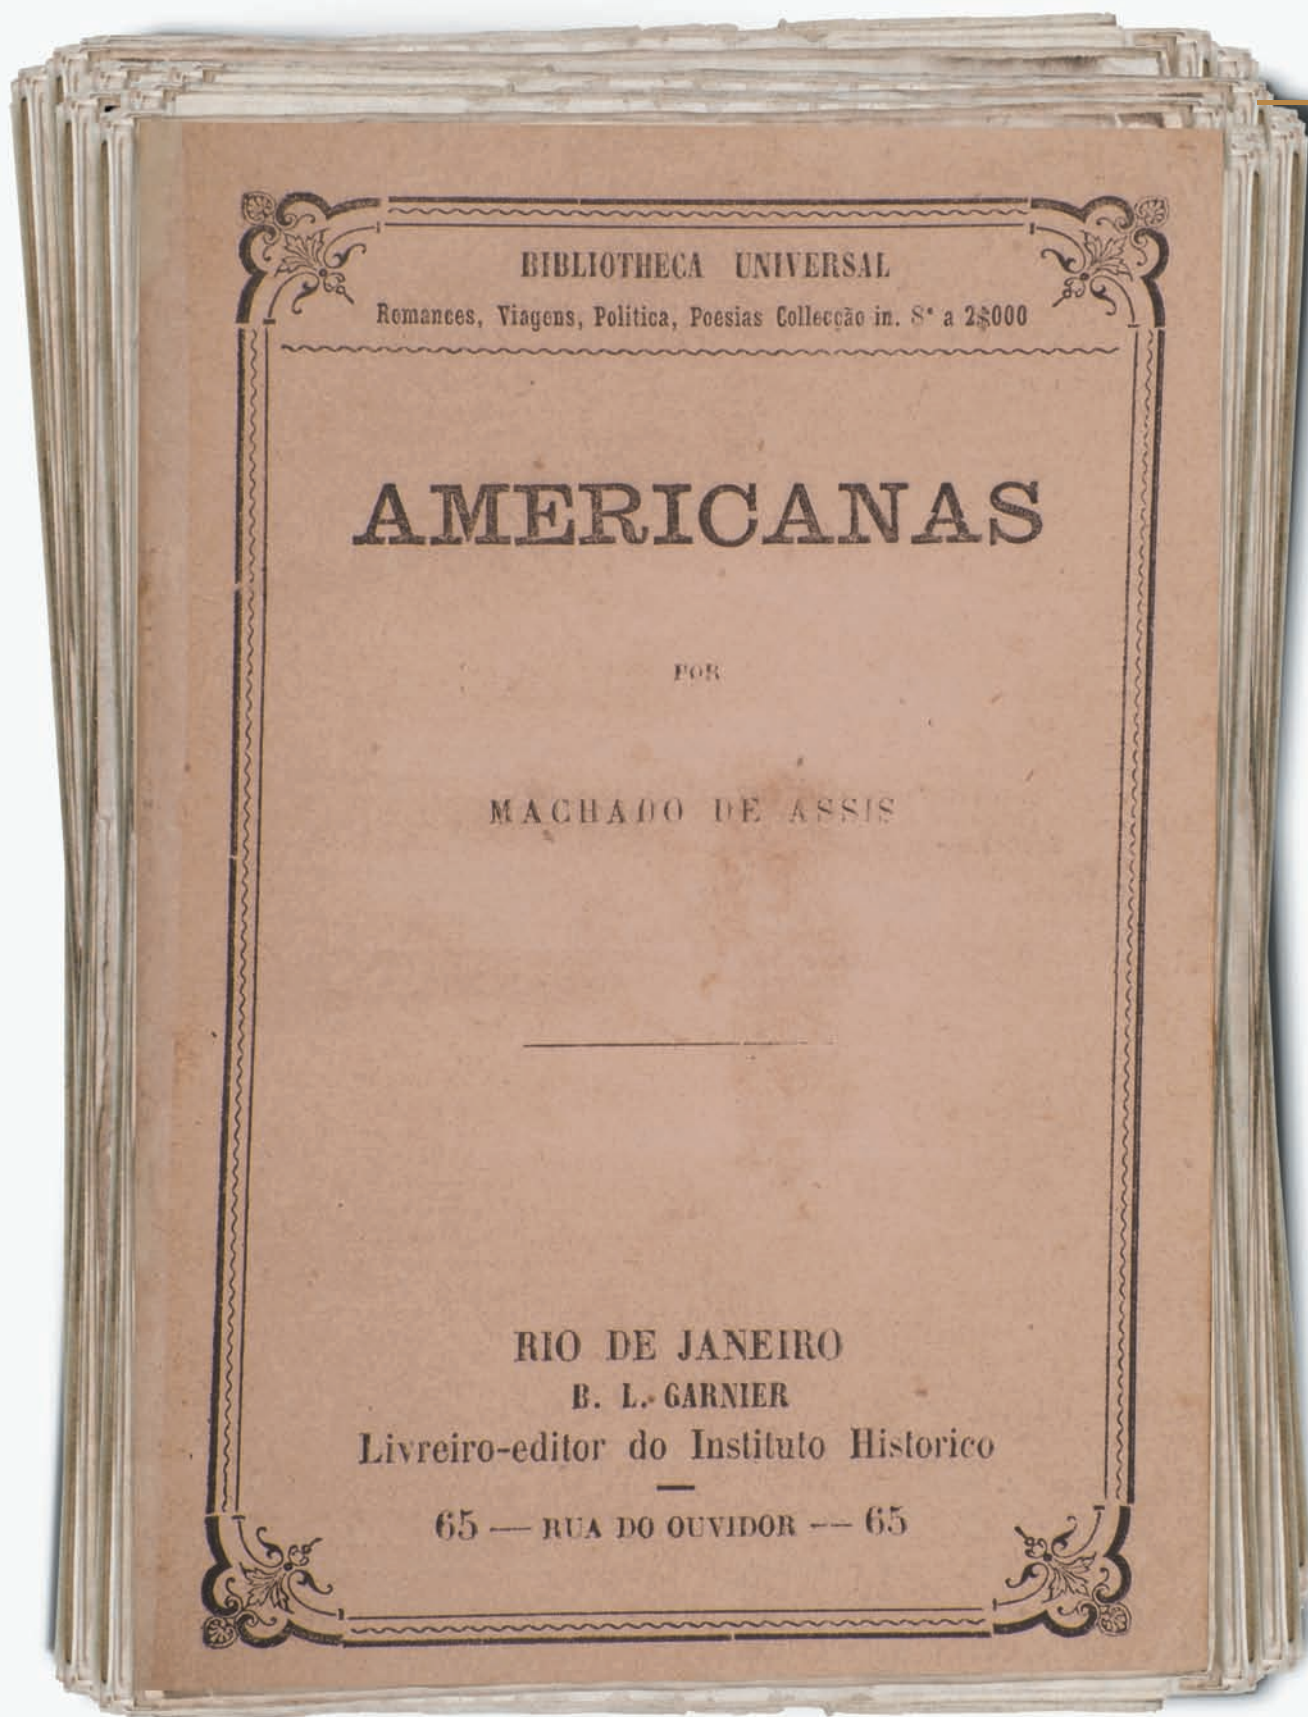 BIBLIOTHECA UNIVERSAL
Romances, Viagens, Politica, Poesias Collecção in. 8º a 2$000
AMERICANAS
POR
MACHADO DE ASSIS
RIO DE JANEIRO
B. L. GARNIER
Livreiro-editor do Instituto Historico
65 — RUA DO OUVIDOR — 65